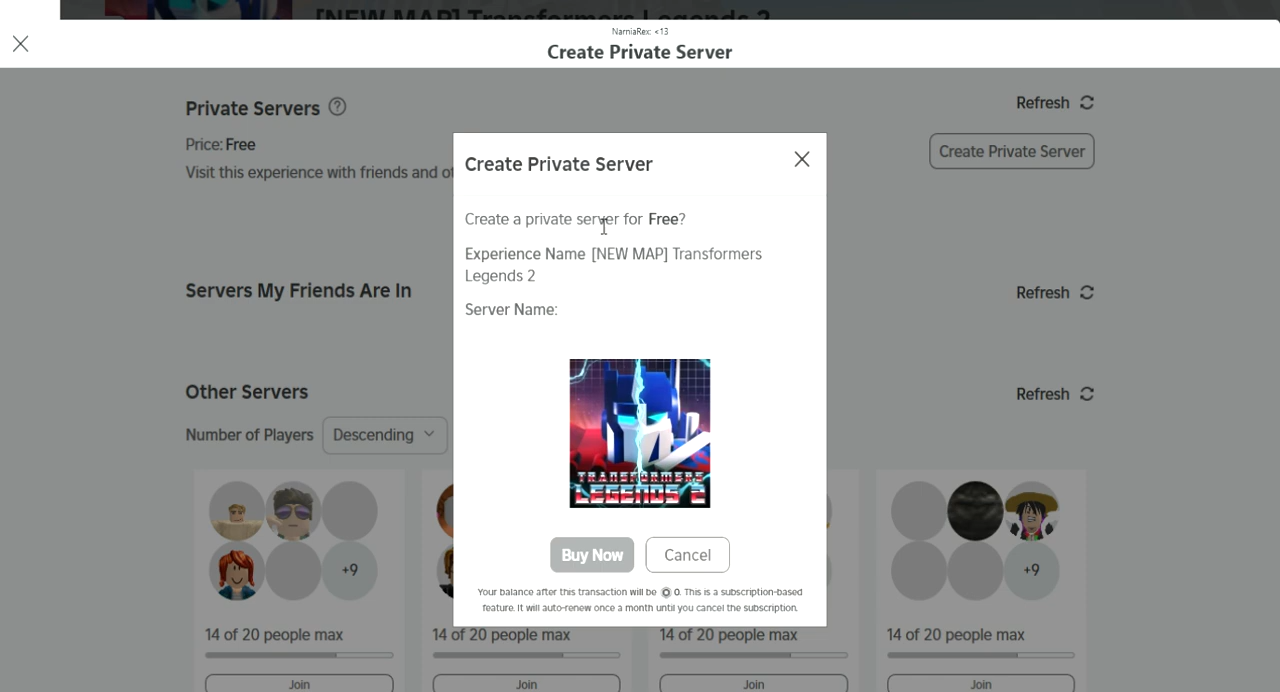 [NEW MAP] Transformers Legends 2
NarniaRex: <13
Create Private Server
Private Servers
Refresh
Price: Free
Create Private Server
Visit this experience with friends and ot
Create Private Server
Create a private server for Free?
Experience Name [NEW MAP] Transformers
Legends 2
Server Name:
TRANSFORMERS
LEGENDS 2
Buy Now
Cancel
Your balance after this transaction will be 0. This is a subscription-based
feature. It will auto-renew once a month until you cancel the subscription.
Servers My Friends Are In
Refresh
Other Servers
Refresh
Number of Players
Descending
+9
+9
14 of 20 people max
14 of 20 people max
14 of 20 people max
14 of 20 people max
Join
Join
Join
Join